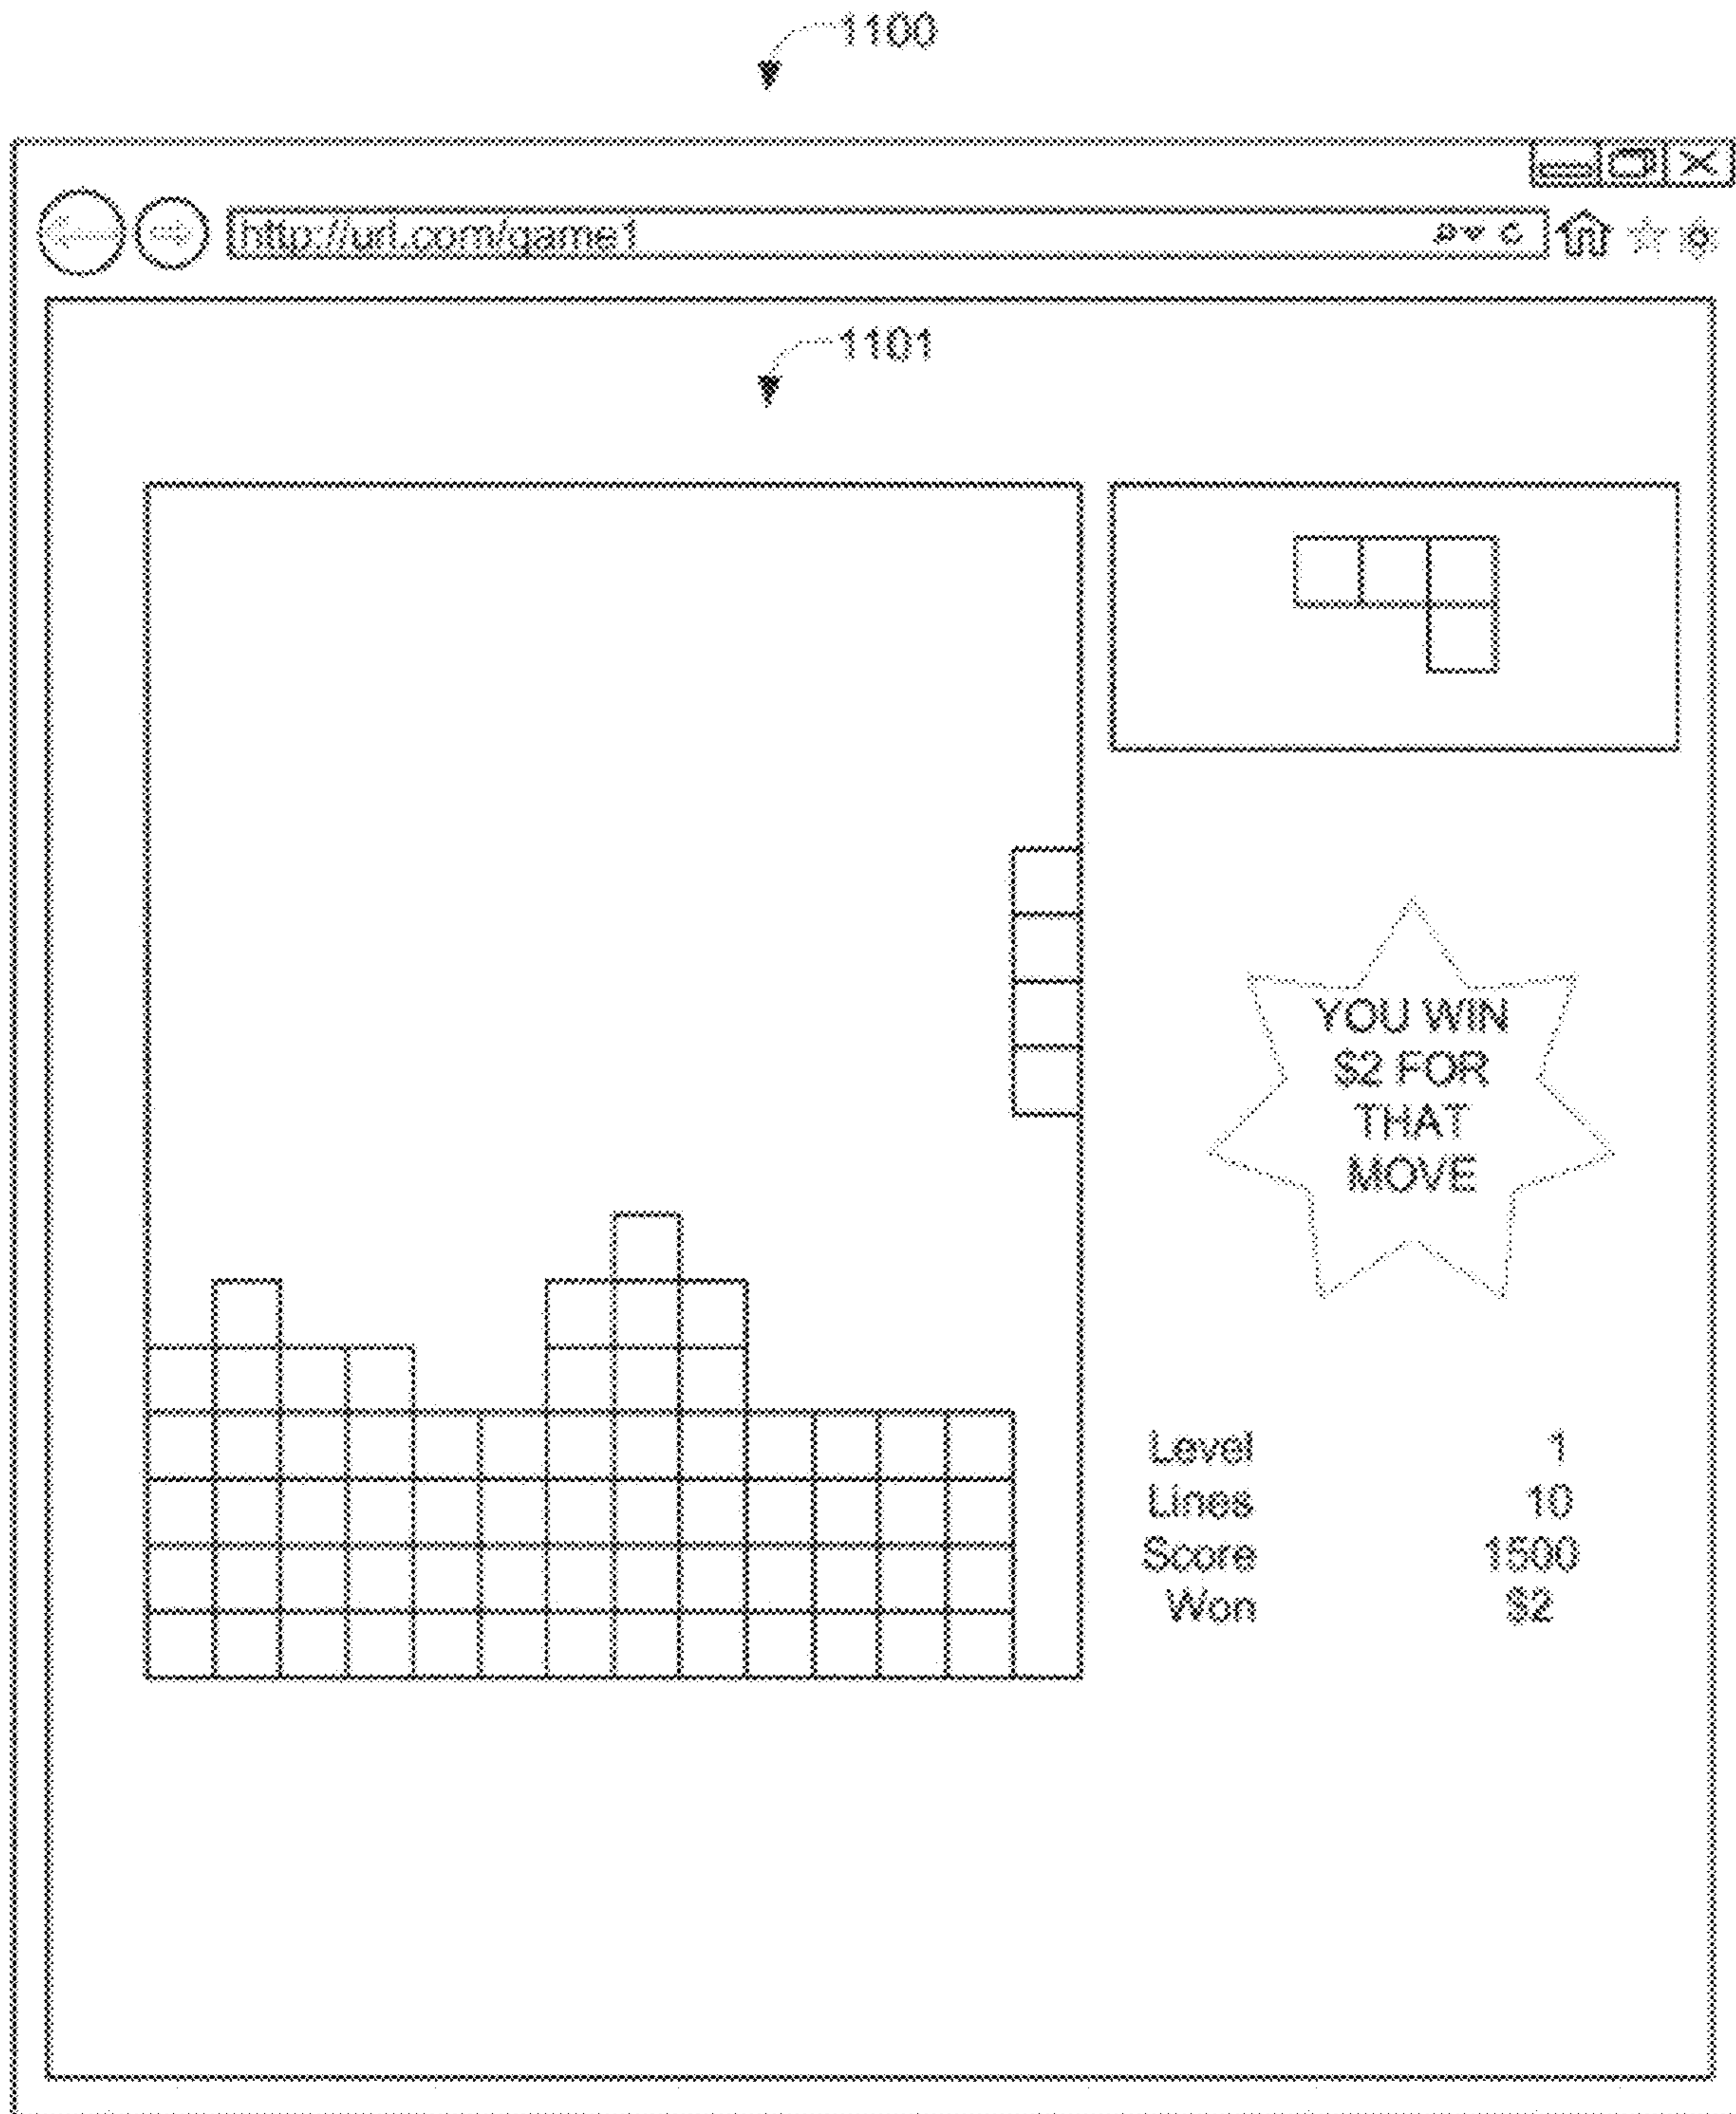 1100
http://url.com/game1
1101
YOU WIN
$2 FOR
THAT
MOVE
Level 1
Lines 10
Score 1500
Won $2